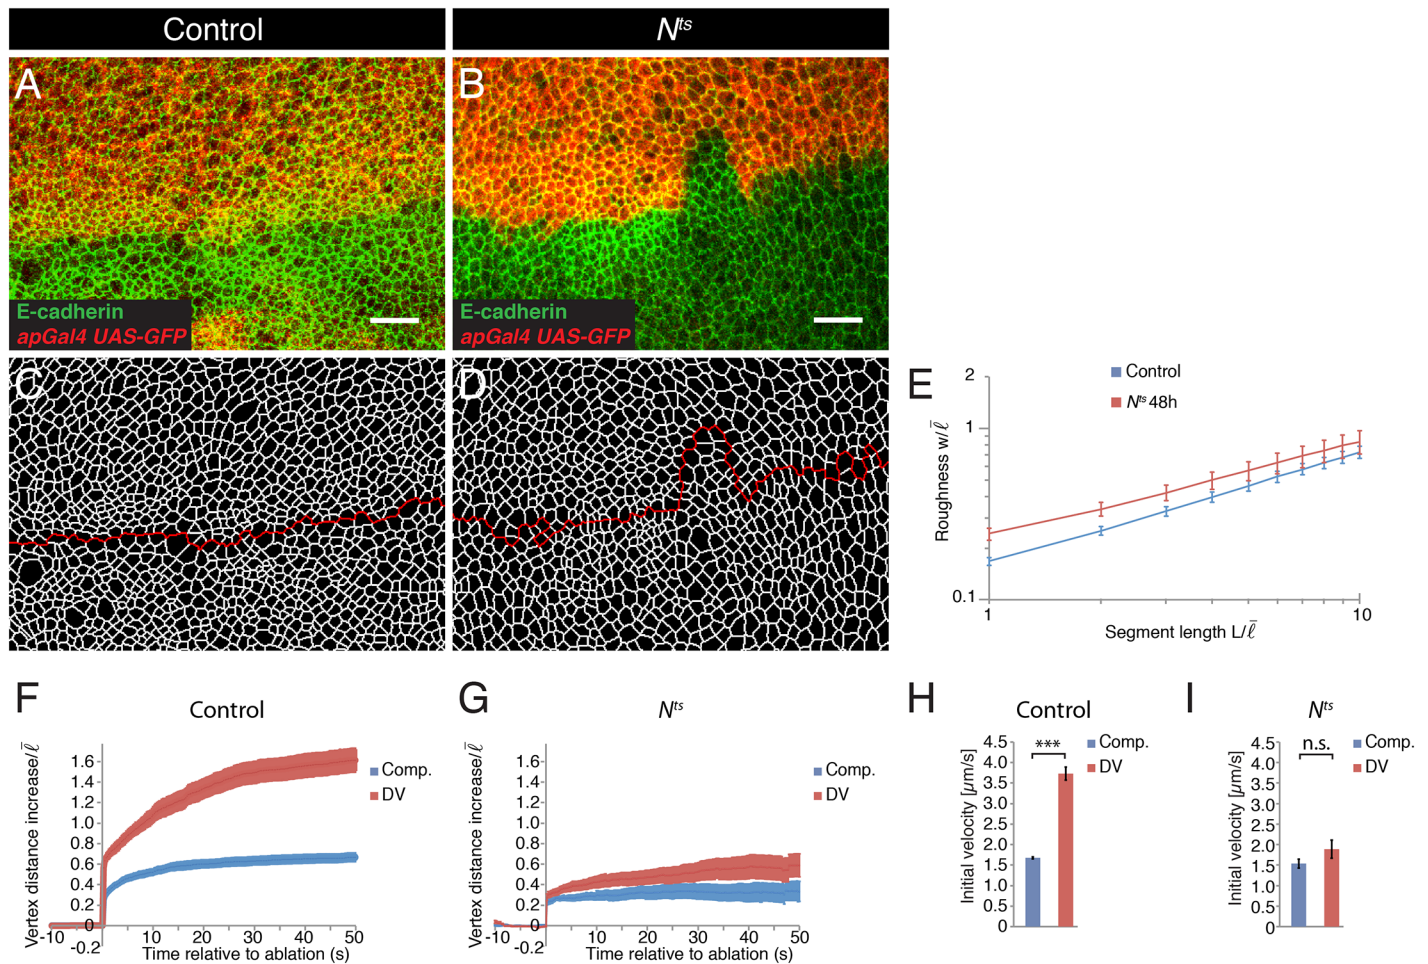 Control
Nts
A
B
E-cadherin
apGal4 UAS-GFP
E-cadherin
apGal4 UAS-GFP
C
D
E
Control
Nts 48h
2
1
0.1
Roughness w/ℓ̅
1
10
Segment length L/ℓ̅
F
Control
Vertex distance increase/ℓ̅
1.6
1.4
1.2
1.0
0.8
0.6
0.4
0.2
0
-0.2
-10
10
20
30
40
50
Time relative to ablation (s)
Comp.
DV
G
Nts
Vertex distance increase/ℓ̅
1.6
1.4
1.2
1.0
0.8
0.6
0.4
0.2
0
-0.2
-10
10
20
30
40
50
Time relative to ablation (s)
Comp.
DV
H
Control
Initial velocity [µm/s]
4.5
4.0
3.5
3.0
2.5
2.0
1.5
1.0
0.5
0
***
Comp.
DV
I
Nts
Initial velocity [µm/s]
4.5
4.0
3.5
3.0
2.5
2.0
1.5
1.0
0.5
0
n.s.
Comp.
DV